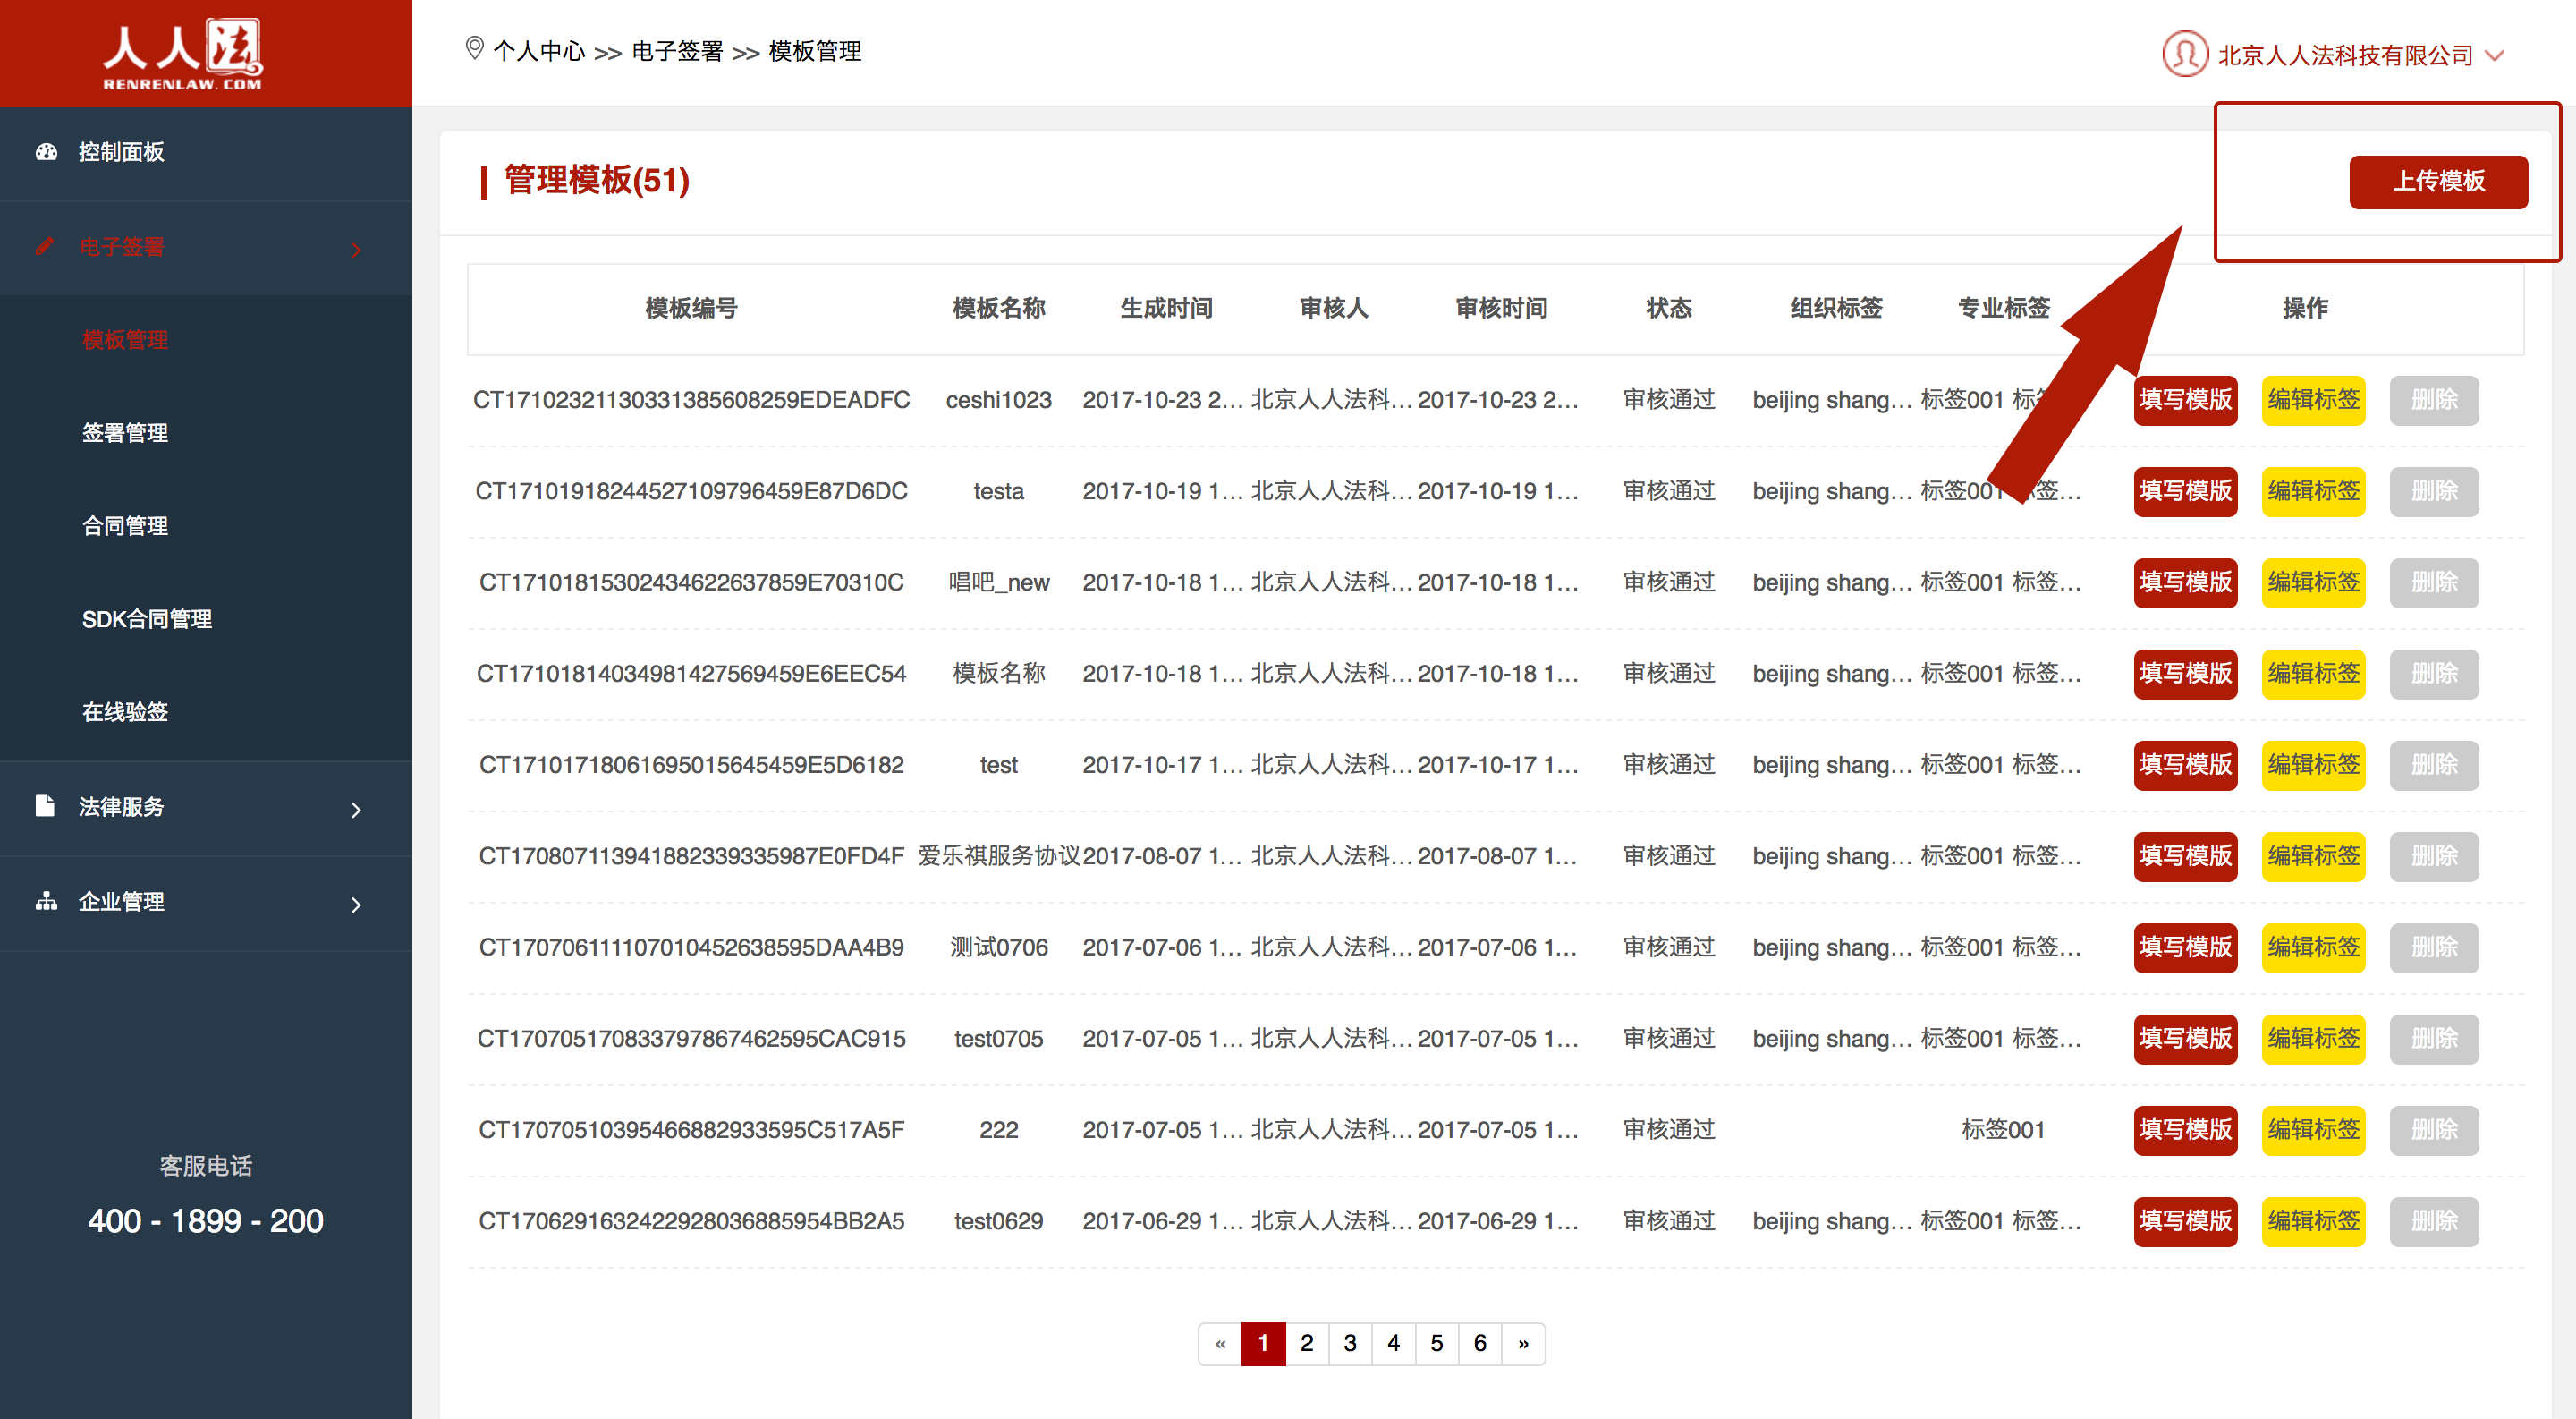 人人法
RENRENLAW.COM
个人中心 >> 电子签署 >> 模板管理
北京人人法科技有限公司
控制面板
电子签署
模板管理
签署管理
合同管理
SDK合同管理
在线验签
法律服务
企业管理
客服电话
400 - 1899 - 200
管理模板(51)
上传模板
模板编号 模板名称 生成时间 审核人 审核时间 状态 组织标签 专业标签 操作
CT17102321130331385608259EDEADFC ceshi1023 2017-10-23 2... 北京人人法科... 2017-10-23 2... 审核通过 beijing shang... 标签001 填写模版 编辑标签 删除
CT17101918244527109796459E87D6DC testa 2017-10-19 1... 北京人人法科... 2017-10-19 1... 审核通过 beijing shang... 标签001 标签... 填写模版 编辑标签 删除
CT17101815302434622637859E70310C 唱吧_new 2017-10-18 1... 北京人人法科... 2017-10-18 1... 审核通过 beijing shang... 标签001 标签... 填写模版 编辑标签 删除
CT17101814034981427569459E6EEC54 模板名称 2017-10-18 1... 北京人人法科... 2017-10-18 1... 审核通过 beijing shang... 标签001 标签... 填写模版 编辑标签 删除
CT17101718061695015645459E5D6182 test 2017-10-17 1... 北京人人法科... 2017-10-17 1... 审核通过 beijing shang... 标签001 标签... 填写模版 编辑标签 删除
CT17080711394188233933598 7E0FD4F 爱乐祺服务协议 2017-08-07 1... 北京人人法科... 2017-08-07 1... 审核通过 beijing shang... 标签001 标签... 填写模版 编辑标签 删除
CT17070611107010452638595DAA4B9 测试0706 2017-07-06 1... 北京人人法科... 2017-07-06 1... 审核通过 beijing shang... 标签001 标签... 填写模版 编辑标签 删除
CT17070517083379786746 2595CAC915 test0705 2017-07-05 1... 北京人人法科... 2017-07-05 1... 审核通过 beijing shang... 标签001 标签... 填写模版 编辑标签 删除
CT17070510395466882933595C517A5F 222 2017-07-05 1... 北京人人法科... 2017-07-05 1... 审核通过 标签001 填写模版 编辑标签 删除
CT17062916324229280368859 54BB2A5 test0629 2017-06-29 1... 北京人人法科... 2017-06-29 1... 审核通过 beijing shang... 标签001 标签... 填写模版 编辑标签 删除
« 1 2 3 4 5 6 »